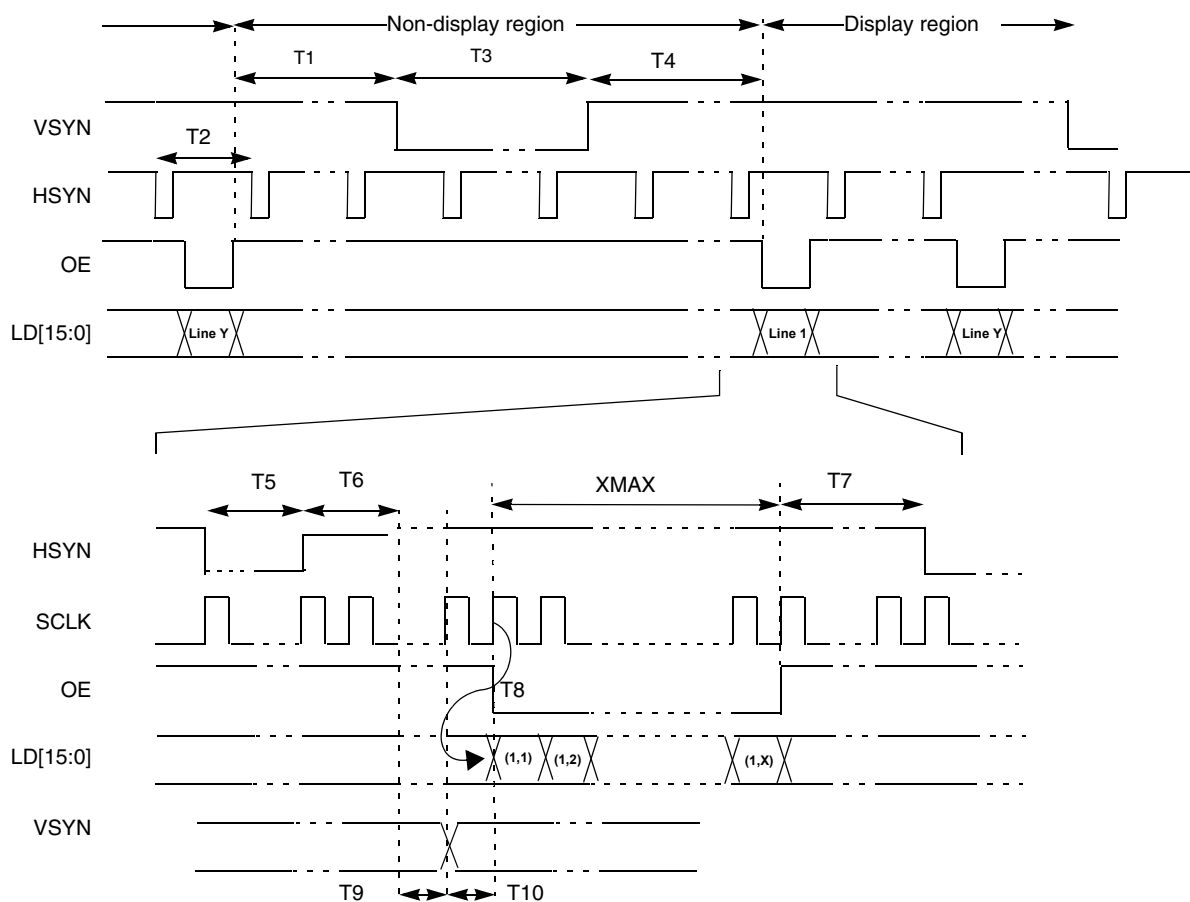 Non-display region
Display region
T1
T3
T4
VSYN
T2
HSYN
OE
LD[15:0]
Line Y
Line 1
Line Y
T5
T6
XMAX
T7
HSYN
SCLK
OE
T8
LD[15:0]
(1,1)
(1,2)
(1,X)
VSYN
T9
T10